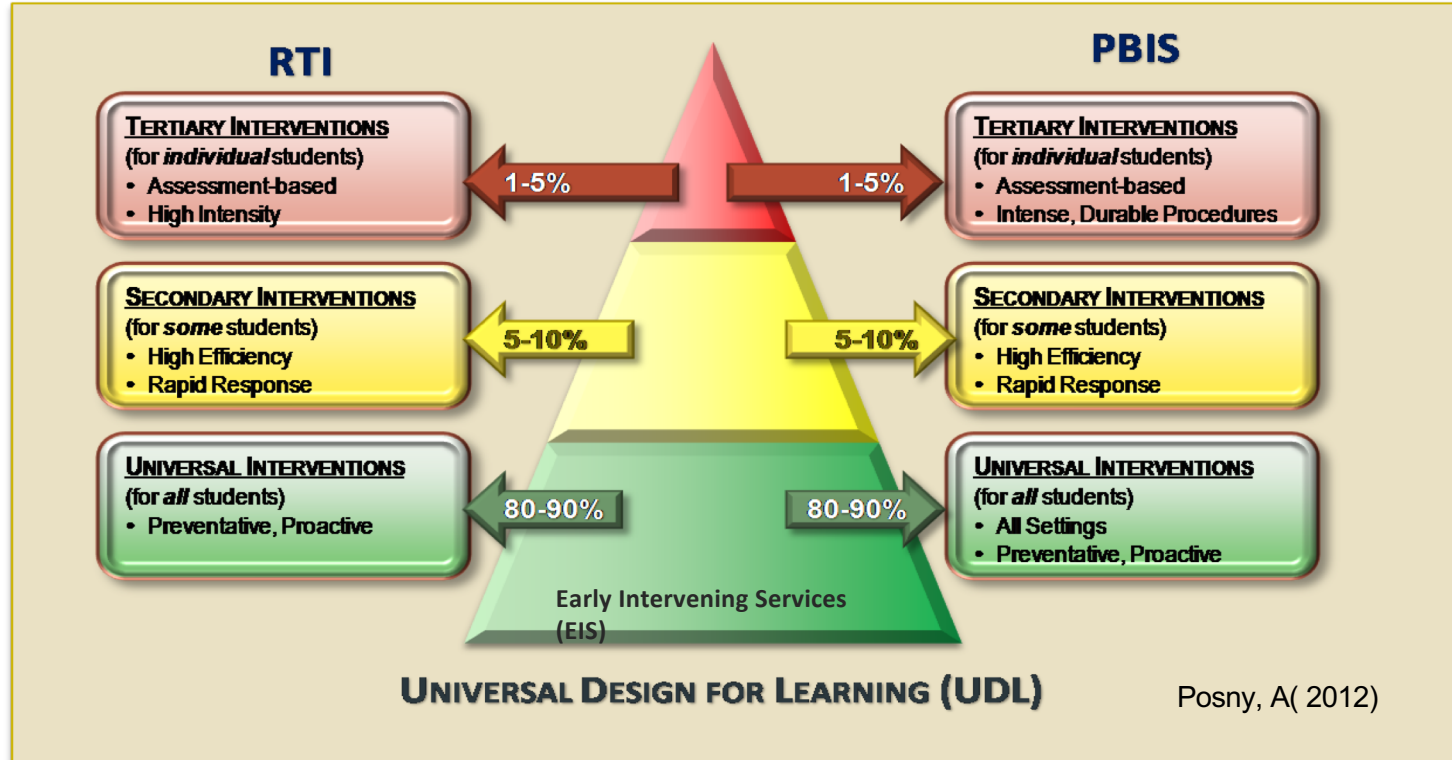 RTI
TERTIARY INTERVENTIONS
(for individual students)
• Assessment-based
• High Intensity
1-5%
SECONDARY INTERVENTIONS
(for some students)
• High Efficiency
• Rapid Response
5-10%
UNIVERSAL INTERVENTIONS
(for all students)
• Preventative, Proactive
80-90%
PBIS
1-5%
TERTIARY INTERVENTIONS
(for individual students)
• Assessment-based
• Intense, Durable Procedures
5-10%
SECONDARY INTERVENTIONS
(for some students)
• High Efficiency
• Rapid Response
80-90%
UNIVERSAL INTERVENTIONS
(for all students)
• All Settings
• Preventative, Proactive
Early Intervening Services
(EIS)
UNIVERSAL DESIGN FOR LEARNING (UDL)
Posny, A( 2012)